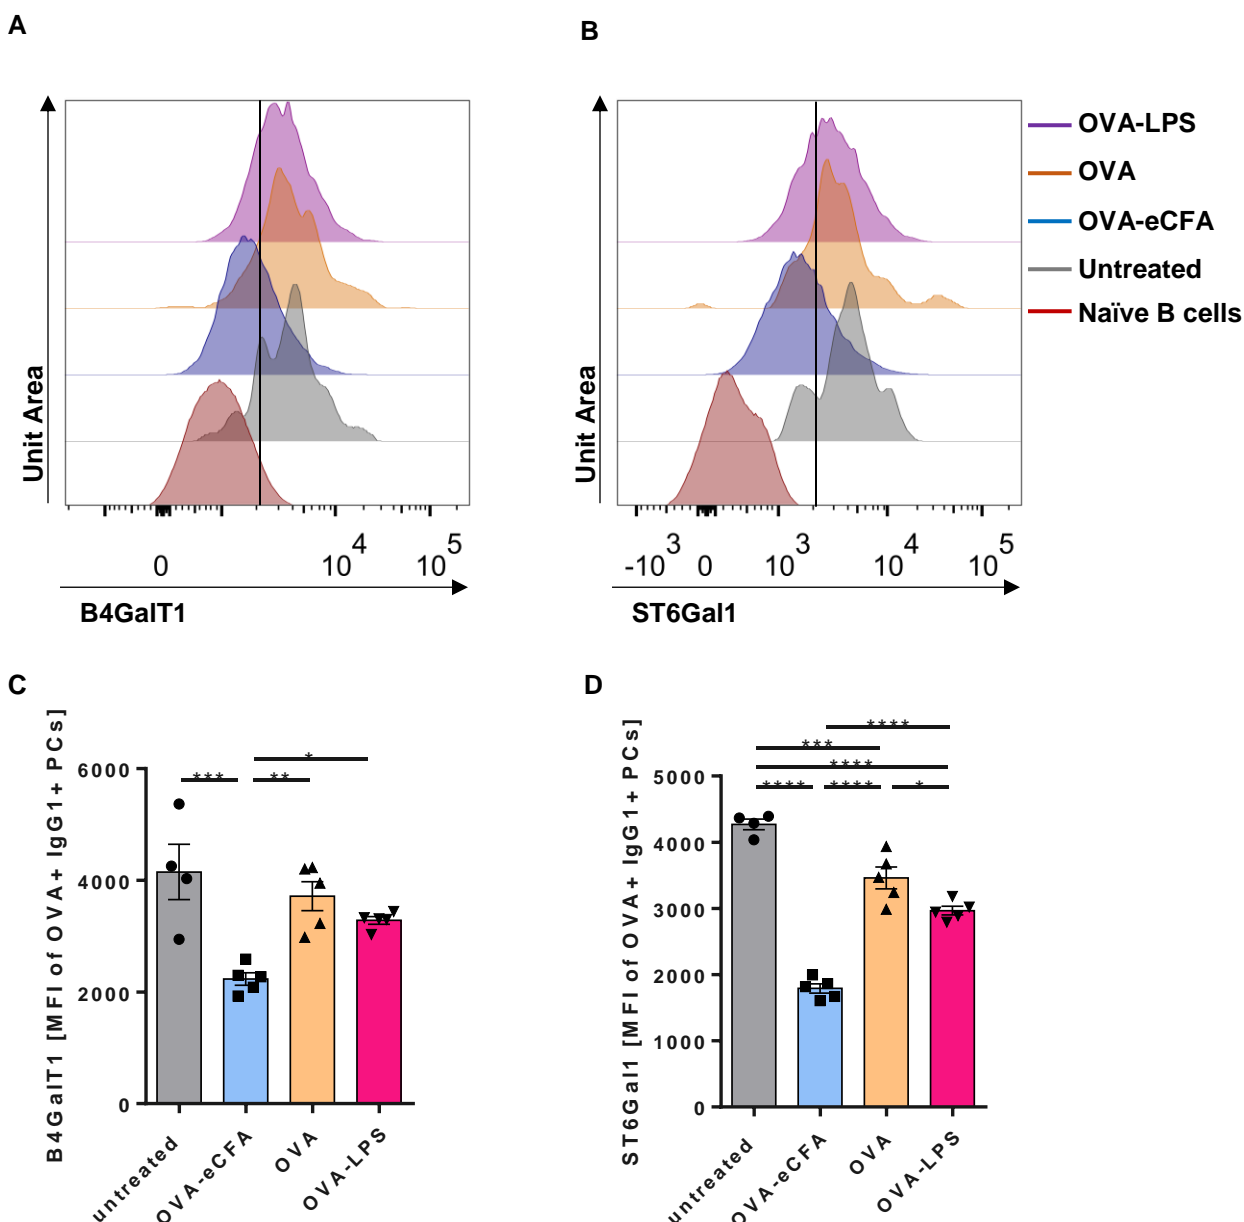 A
B
Unit Area
Unit Area
OVA-LPS
OVA
OVA-eCFA
Untreated
Naïve B cells
0 10^4 10^5
-10^3 0 10^3 10^4 10^5
B4GalT1
ST6Gal1
C
D
B4GalT1 [MFI of OVA+ IgG1+ PCs]
6000
4000
2000
0
*
*** **
untreated
OVA-eCFA
OVA
OVA-LPS
ST6Gal1 [MFI of OVA+ IgG1+ PCs]
5000
4000
3000
2000
1000
0
****
***
****
**** **** *
untreated
OVA-eCFA
OVA
OVA-LPS